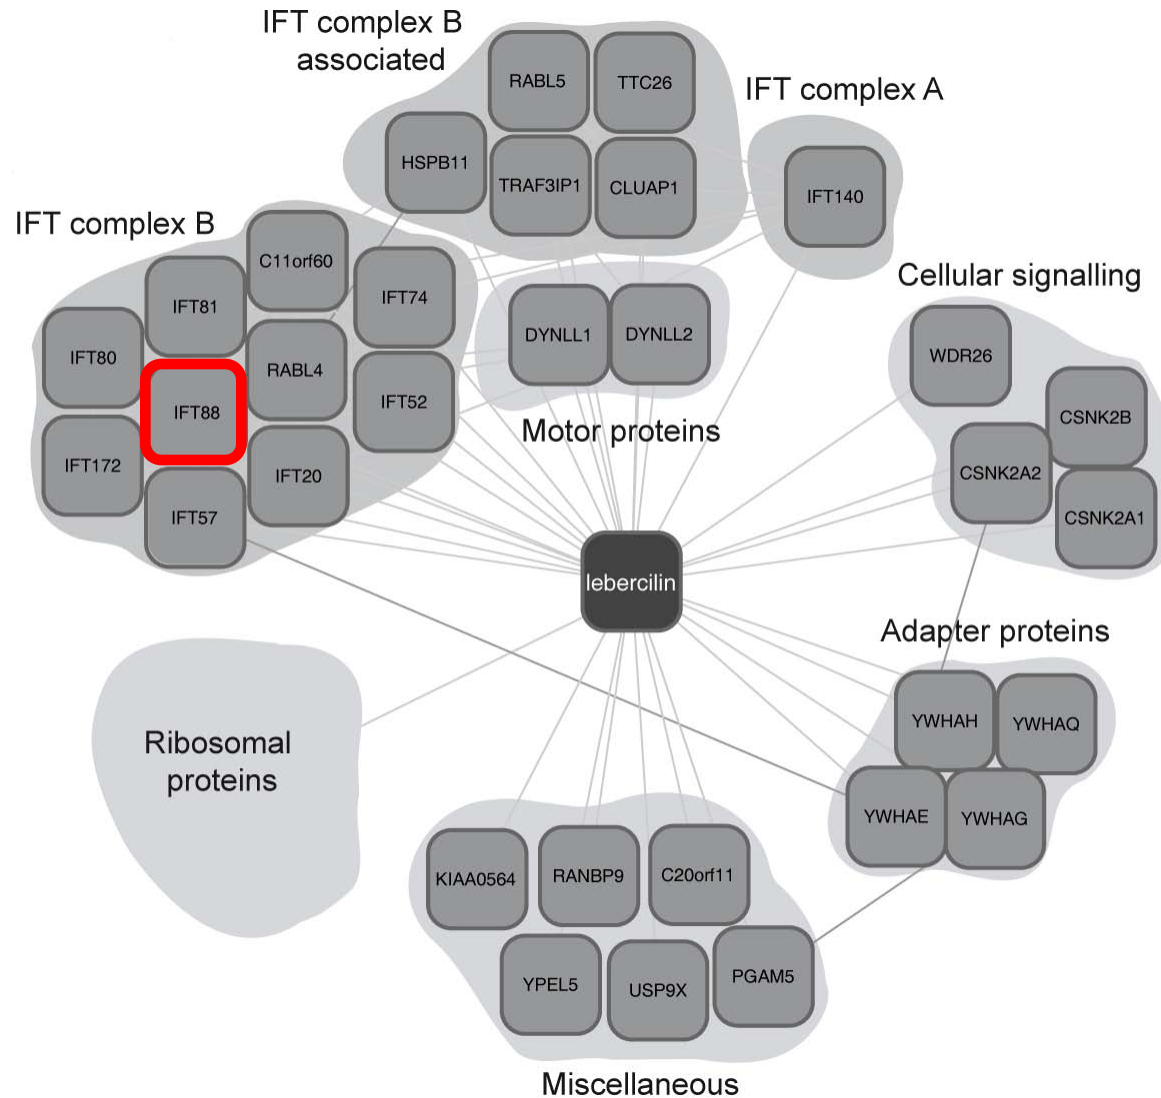 IFT complex B
associated
RABL5
TTC26
IFT complex A
HSPB11
TRAF3IP1
CLUAP1
IFT140
IFT complex B
C11orf60
IFT81
IFT74
IFT80
RABL4
IFT88
IFT52
IFT172
IFT20
IFT57
DYNLL1
DYNLL2
Motor proteins
Cellular signalling
WDR26
CSNK2B
CSNK2A2
CSNK2A1
lebercilin
Adapter proteins
YWHAH
YWHAQ
YWHAE
YWHAG
Ribosomal
proteins
KIAA0564
RANBP9
C20orf11
YPEL5
USP9X
PGAM5
Miscellaneous